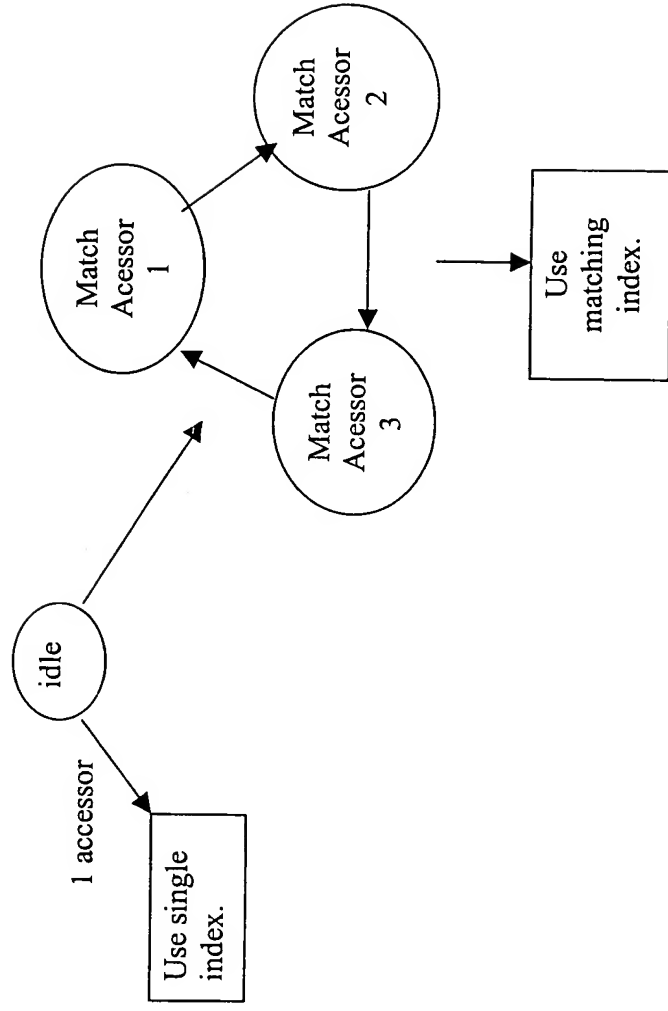 idle
1 accessor
Use single
index.
Match
Acessor
1
Match
Acessor
2
Match
Acessor
3
Use
matching
index.